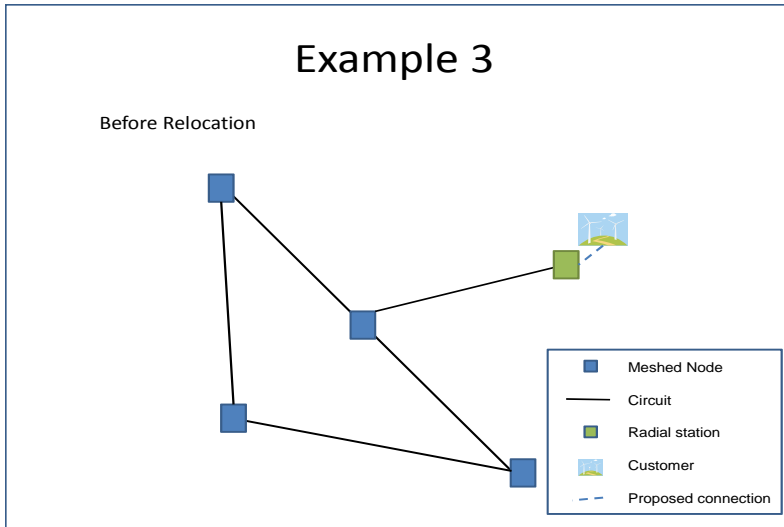 Example 3
Before Relocation
Meshed Node
Circuit
Radial station
Customer
Proposed connection